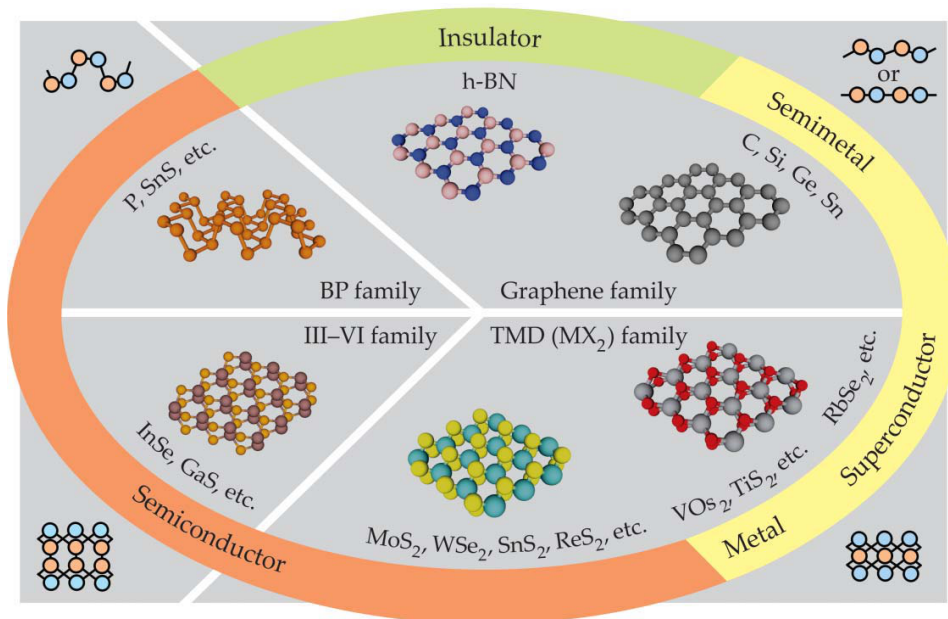 Insulator
or
h-BN
Semimetal
P, SnS, etc.
C, Si, Ge, Sn
BP family
Graphene family
III–VI family
TMD (MX₂) family
RbSe₂, etc.
Superconductor
InSe, GaS, etc.
VOs₂, TiS₂, etc.
Semiconductor
MoS₂, WSe₂, SnS₂, ReS₂, etc.
Metal